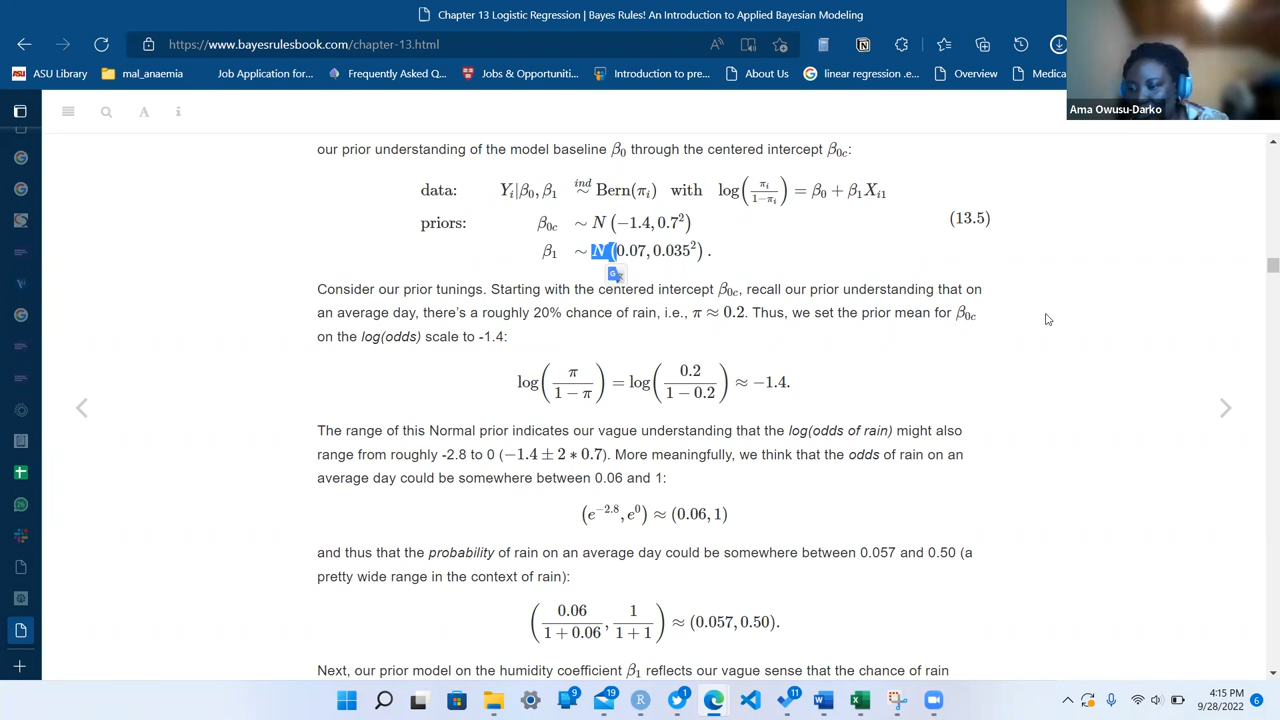 Chapter 13 Logistic Regression | Bayes Rules! An Introduction to Applied Bayesian Modeling
https://www.bayesrulesbook.com/chapter-13.html
ASU Library mal_anaemia Job Application for... Frequently Asked Q... Jobs & Opportuniti... Introduction to pre... About Us linear regression .e... Overview Medica
Ama Owusu-Darko
our prior understanding of the model baseline β₀ through the centered intercept β₀c:
data: Yᵢ|β₀, β₁ ind ~ Bern(πᵢ) with log(πᵢ/(1−πᵢ)) = β₀ + β₁Xᵢ₁
priors: β₀c ~ N(−1.4, 0.7²)
(13.5)
β₁ ~ N(0.07, 0.035²).
Consider our prior tunings. Starting with the centered intercept β₀c, recall our prior understanding that on
an average day, there's a roughly 20% chance of rain, i.e., π ≈ 0.2. Thus, we set the prior mean for β₀c
on the log(odds) scale to -1.4:
log(π/(1−π)) = log(0.2/(1−0.2)) ≈ −1.4.
The range of this Normal prior indicates our vague understanding that the log(odds of rain) might also
range from roughly -2.8 to 0 (−1.4 ± 2 ∗ 0.7). More meaningfully, we think that the odds of rain on an
average day could be somewhere between 0.06 and 1:
(e⁻²·⁸, e⁰) ≈ (0.06, 1)
and thus that the probability of rain on an average day could be somewhere between 0.057 and 0.50 (a
pretty wide range in the context of rain):
(0.06/(1+0.06), 1/(1+1)) ≈ (0.057, 0.50).
Next, our prior model on the humidity coefficient β₁ reflects our vague sense that the chance of rain
9 19 1 11
4:15 PM
9/28/2022
6